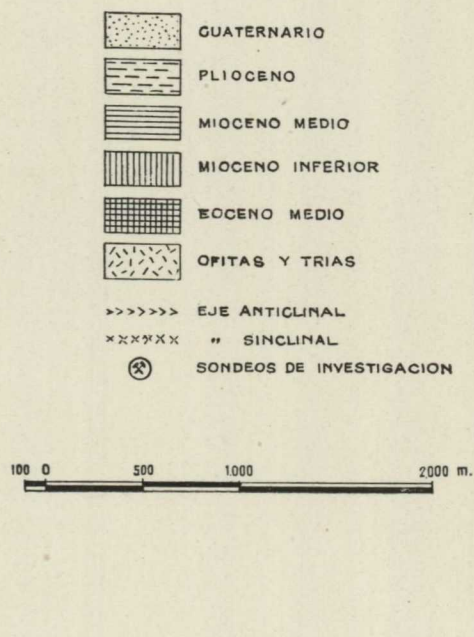 CUATERNARIO
PLIOCENO
MIOCENO MEDIO
MIOCENO INFERIOR
EOCENO MEDIO
OFITAS Y TRIAS
EJE ANTICLINAL
" SINCLINAL
SONDEOS DE INVESTIGACION
100 0 500 1.000 2000 m.